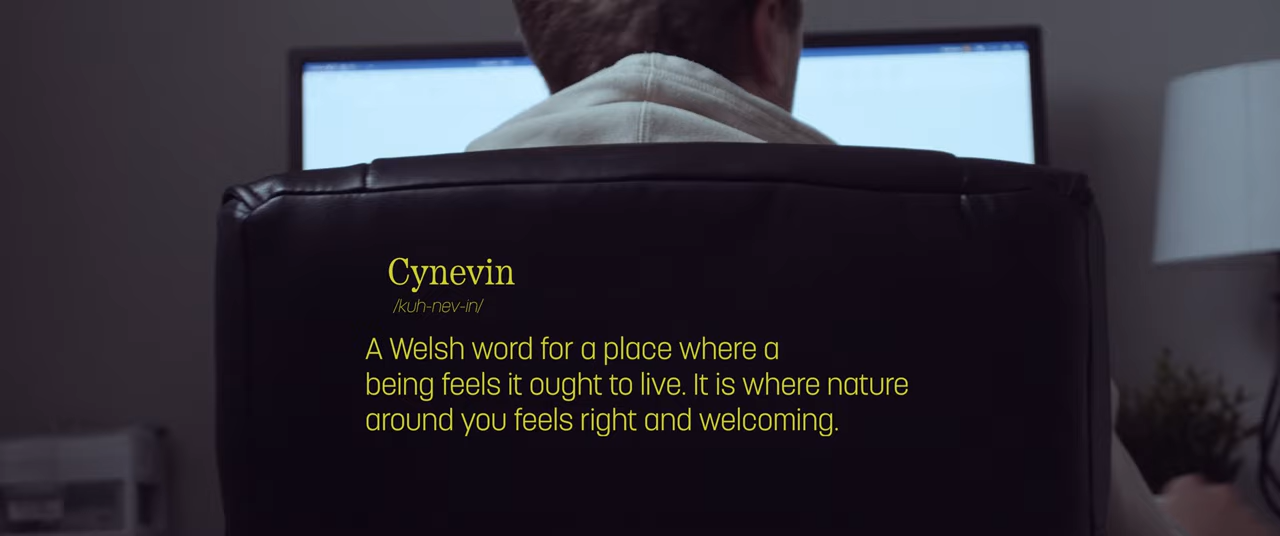 Cynevin
/kuh-nev-in/
A Welsh word for a place where a
being feels it ought to live. It is where nature
around you feels right and welcoming.